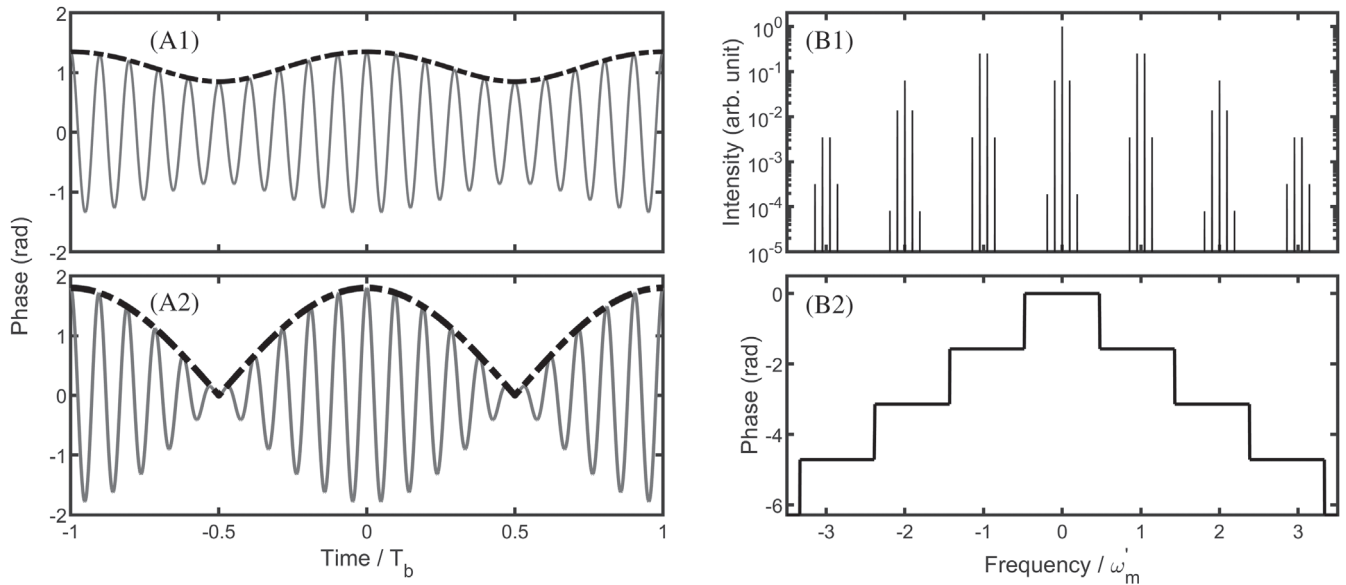 2
(A1)
1
0
-1
-2
2
(A2)
1
0
-1
-2
-1 -0.5 0 0.5 1
Time / T_b
Phase (rad)
10^0
(B1)
10^-1
10^-2
10^-3
10^-4
10^-5
Intensity (arb. unit)
0
(B2)
-2
-4
-6
Phase (rad)
-3 -2 -1 0 1 2 3
Frequency / ω'_m